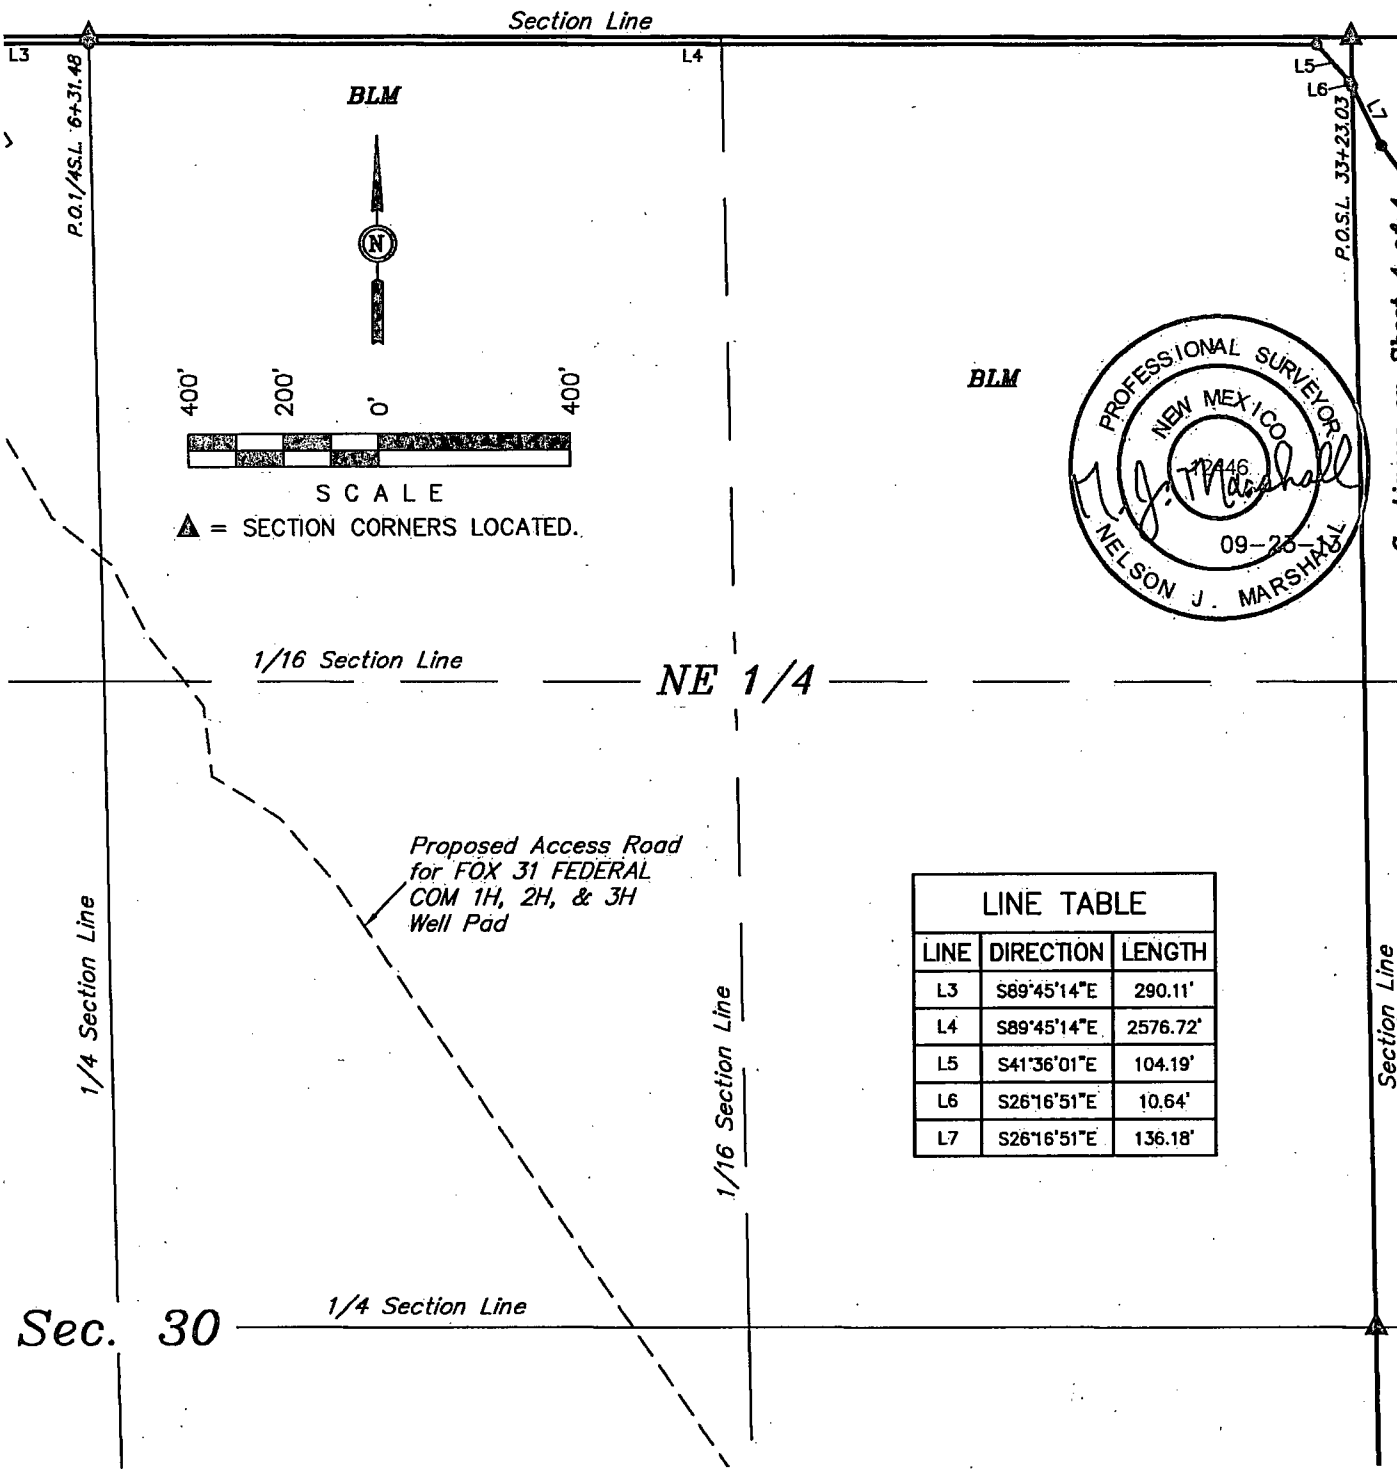 Section Line
L3
L4
L5
L6
L7
P.O.1/4S.L. 6+31.48
P.O.S.L. 33+23.03
BLM
N
400'
200'
0'
400'
SCALE
= SECTION CORNERS LOCATED.
BLM
PROFESSIONAL SURVEYOR
NEW MEXICO
12446
N. J. Marshall
09-23-13
NELSON J. MARSHALL
1/16 Section Line
NE 1/4
Proposed Access Road
for FOX 31 FEDERAL
COM 1H, 2H, & 3H
Well Pad
1/4 Section Line
1/16 Section Line
Section Line
LINE TABLE
LINE DIRECTION LENGTH
L3 S89°45'14"E 290.11'
L4 S89°45'14"E 2576.72'
L5 S41°36'01"E 104.19'
L6 S26°16'51"E 10.64'
L7 S26°16'51"E 136.18'
1/4 Section Line
Sec. 30